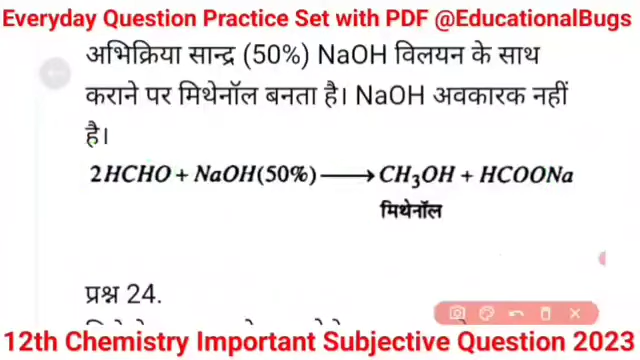 Everyday Question Practice Set with PDF @EducationalBugs
अभिक्रिया सान्द्र (50%) NaOH विलयन के साथ
कराने पर मिथेनॉल बनता है। NaOH अवकारक नहीं
है।
2HCHO + NaOH(50%) ⟶ CH₃OH + HCOONa
मिथेनॉल
प्रश्न 24.
12th Chemistry Important Subjective Question 2023